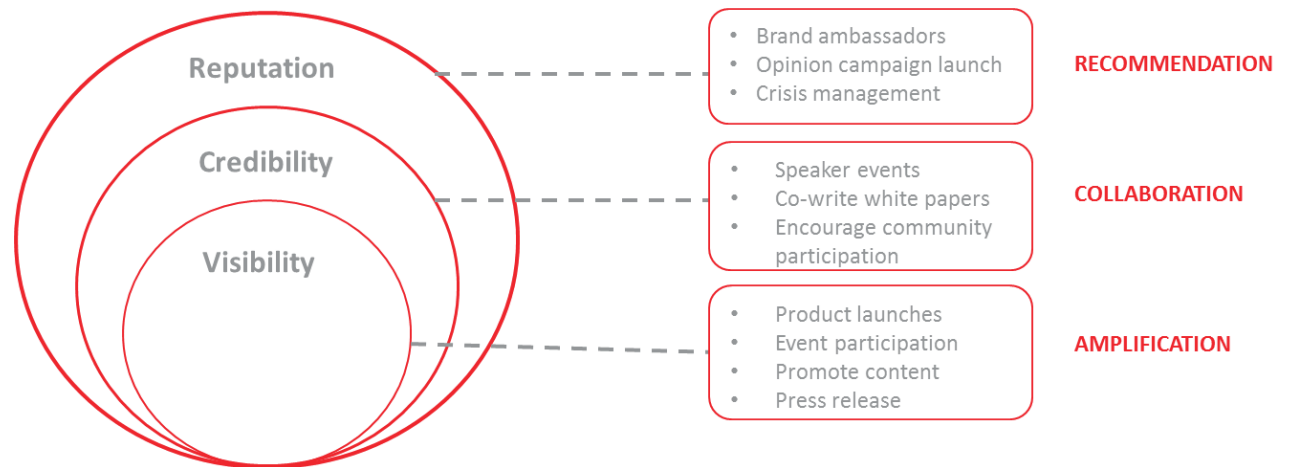 Reputation
• Brand ambassadors
• Opinion campaign launch
• Crisis management
RECOMMENDATION
Credibility
• Speaker events
• Co-write white papers
• Encourage community
participation
COLLABORATION
Visibility
• Product launches
• Event participation
• Promote content
• Press release
AMPLIFICATION